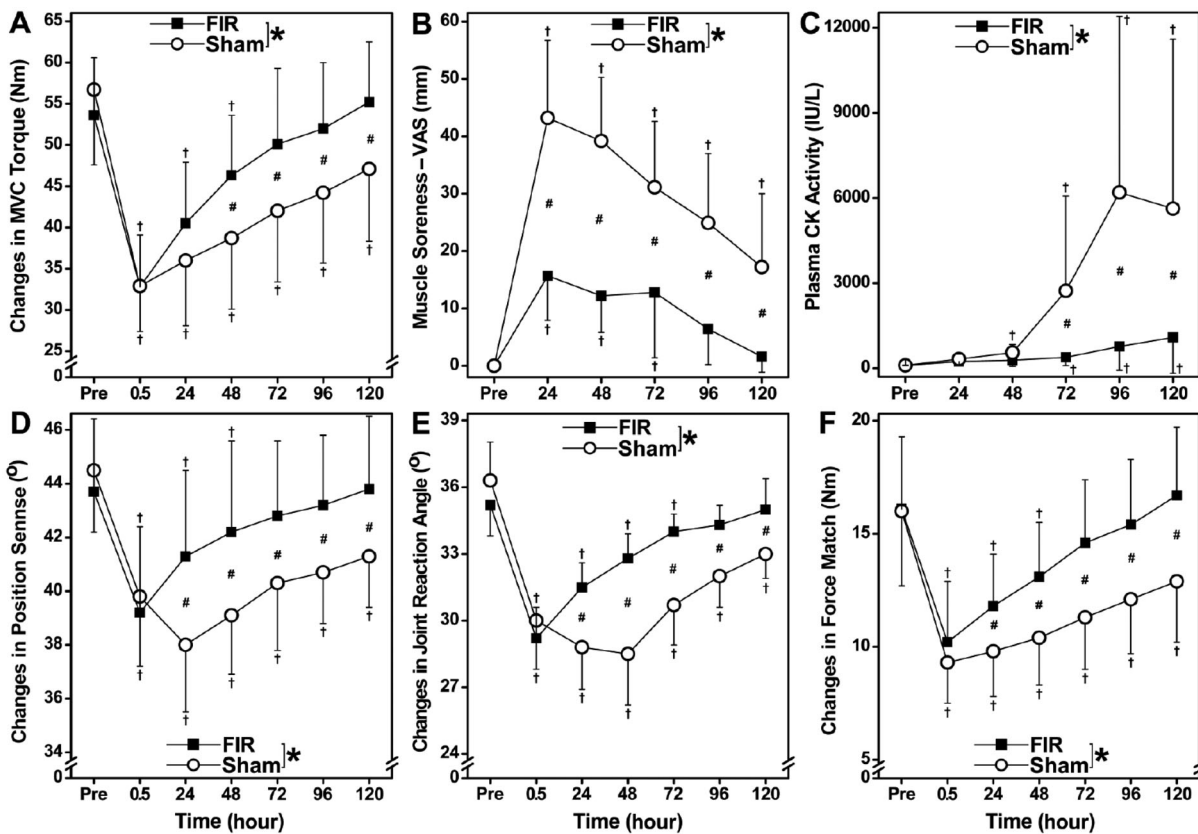 A
FIR
Sham
*
Changes in MVC Torque (Nm)
65
60
55
50
45
40
35
30
25
0
Pre 0.5 24 48 72 96 120
† † †
# # # #
† † † † † †
B
FIR
Sham
*
Muscle Soreness – VAS (mm)
60
50
40
30
20
10
0
Pre 24 48 72 96 120
† † † † †
# # # # #
† † †
C
FIR
Sham
*
Plasma CK Activity (IU/L)
12000
9000
6000
3000
0
Pre 24 48 72 96 120
† † † †
# # #
† † †
D
FIR
Sham
*
Changes in Position Sennse (º)
46
44
42
40
38
36
34
0
Pre 0.5 24 48 72 96 120
Time (hour)
† † †
# # # # #
† † † † † †
E
FIR
Sham
*
Changes in Joint Reaction Angle (º)
39
36
33
30
27
24
0
Pre 0.5 24 48 72 96 120
Time (hour)
† † † †
# # # # #
† † † † † †
F
FIR
Sham
*
Changes in Force Match (Nm)
20
15
10
5
0
Pre 0.5 24 48 72 96 120
Time (hour)
† † †
# # # # #
† † † † † †